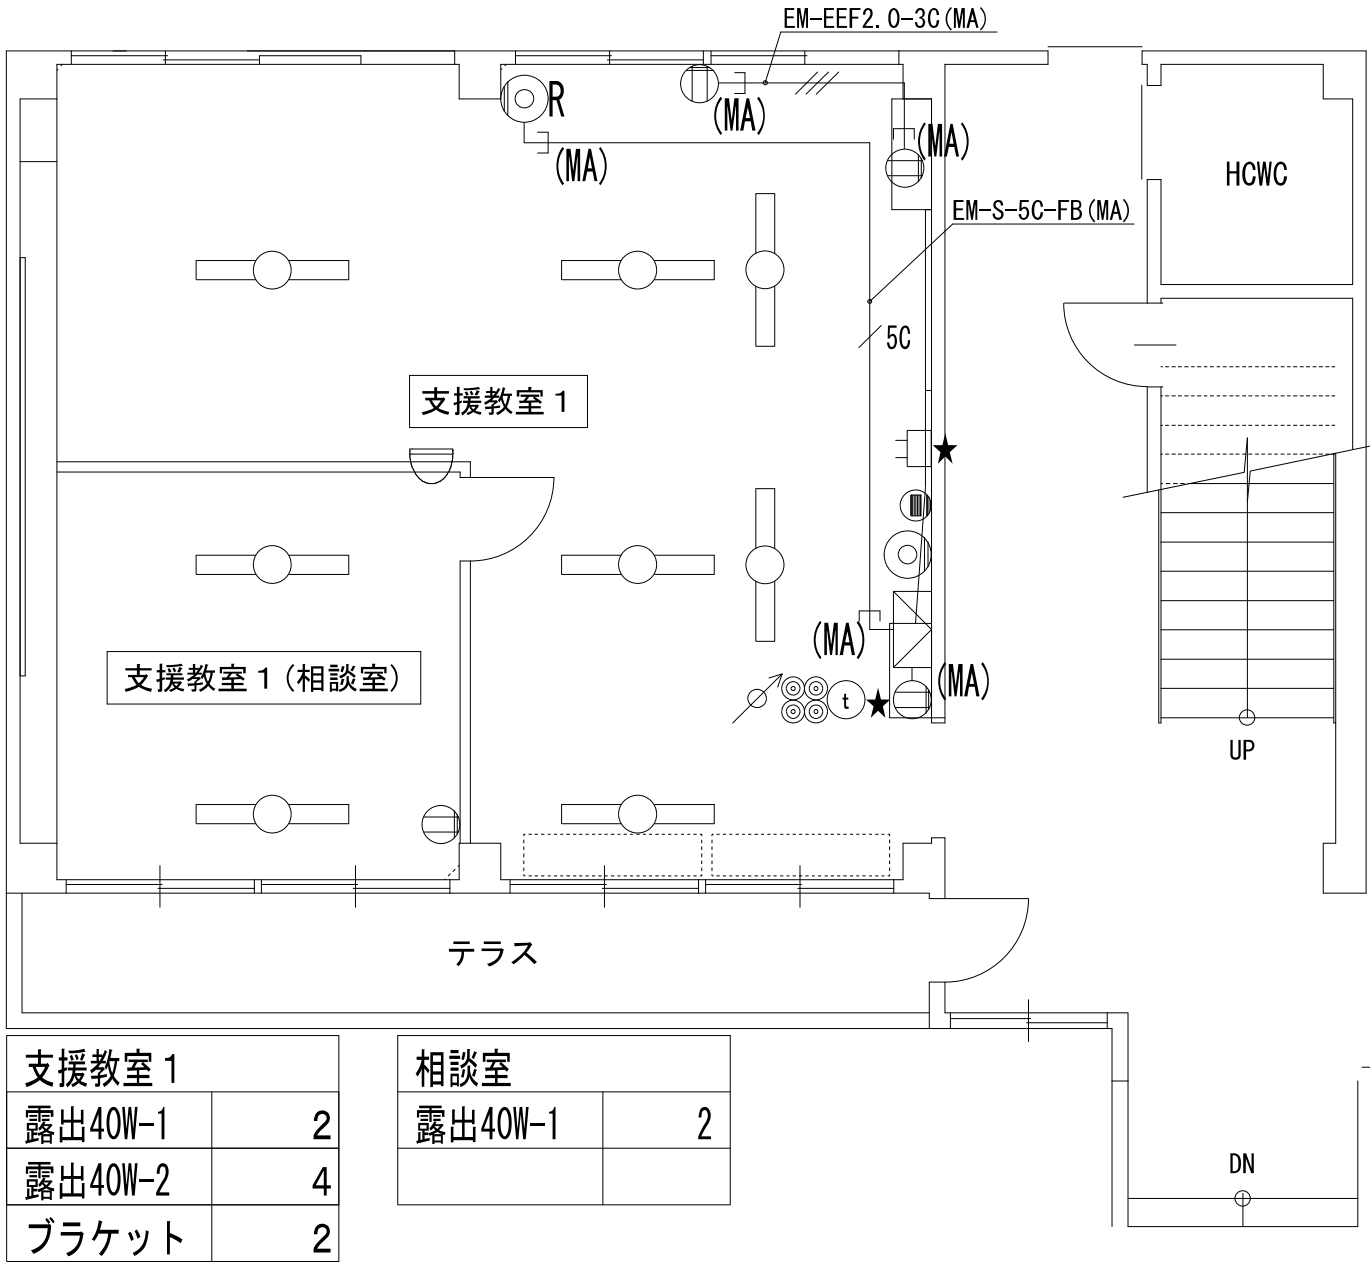 EM-EEF2.0-3C(MA)
R
(MA)
(MA)
(MA)
HCWC
EM-S-5C-FB(MA)
5C
支援教室1
★
(MA)
支援教室1(相談室)
t
★
(MA)
UP
テラス
支援教室1
露出40W-1 2
露出40W-2 4
ブラケット 2
相談室
露出40W-1 2
DN